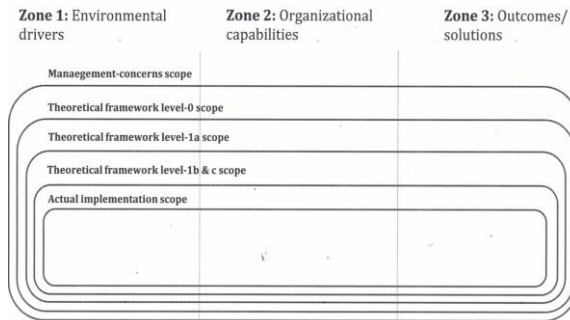 Zone 1: Environmental
drivers
Zone 2: Organizational
capabilities
Zone 3: Outcomes/
solutions
Manaegement-concerns scope
Theoretical framework level-0 scope
Theoretical framework level-1a scope
Theoretical framework level-1b & c scope
Actual implementation scope